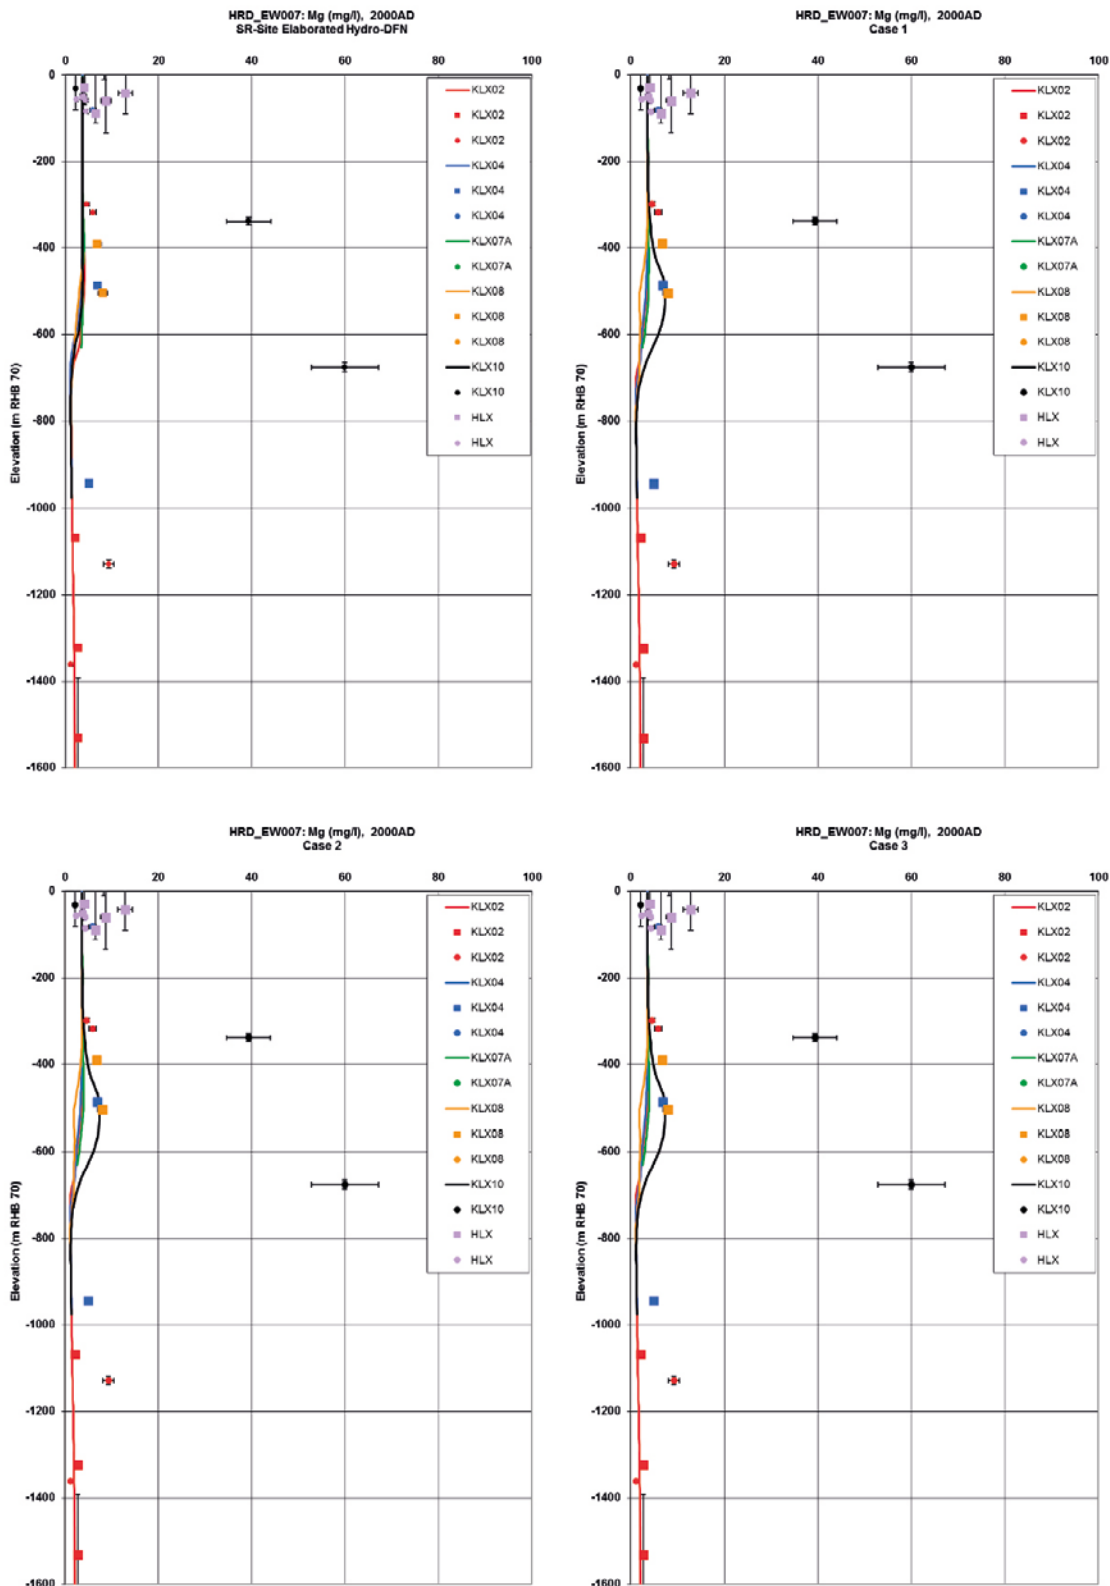 HRD_EW007: Mg (mg/l), 2000AD
SR-Site Elaborated Hydro-DFN
0 20 40 60 80 100
0
-200
-400
-600
-800
-1000
-1200
-1400
-1600
Elevation (m RHB 70)
KLX02
KLX02
KLX02
KLX04
KLX04
KLX04
KLX07A
KLX07A
KLX08
KLX08
KLX08
KLX10
KLX10
HLX
HLX
HRD_EW007: Mg (mg/l), 2000AD
Case 1
0 20 40 60 80 100
0
-200
-400
-600
-800
-1000
-1200
-1400
-1600
Elevation (m RHB 70)
KLX02
KLX02
KLX02
KLX04
KLX04
KLX04
KLX07A
KLX07A
KLX08
KLX08
KLX08
KLX10
KLX10
HLX
HLX
HRD_EW007: Mg (mg/l), 2000AD
Case 2
0 20 40 60 80 100
0
-200
-400
-600
-800
-1000
-1200
-1400
-1600
Elevation (m RHB 70)
KLX02
KLX02
KLX02
KLX04
KLX04
KLX04
KLX07A
KLX07A
KLX08
KLX08
KLX08
KLX10
KLX10
HLX
HLX
HRD_EW007: Mg (mg/l), 2000AD
Case 3
0 20 40 60 80 100
0
-200
-400
-600
-800
-1000
-1200
-1400
-1600
Elevation (m RHB 70)
KLX02
KLX02
KLX02
KLX04
KLX04
KLX04
KLX07A
KLX07A
KLX08
KLX08
KLX08
KLX10
KLX10
HLX
HLX